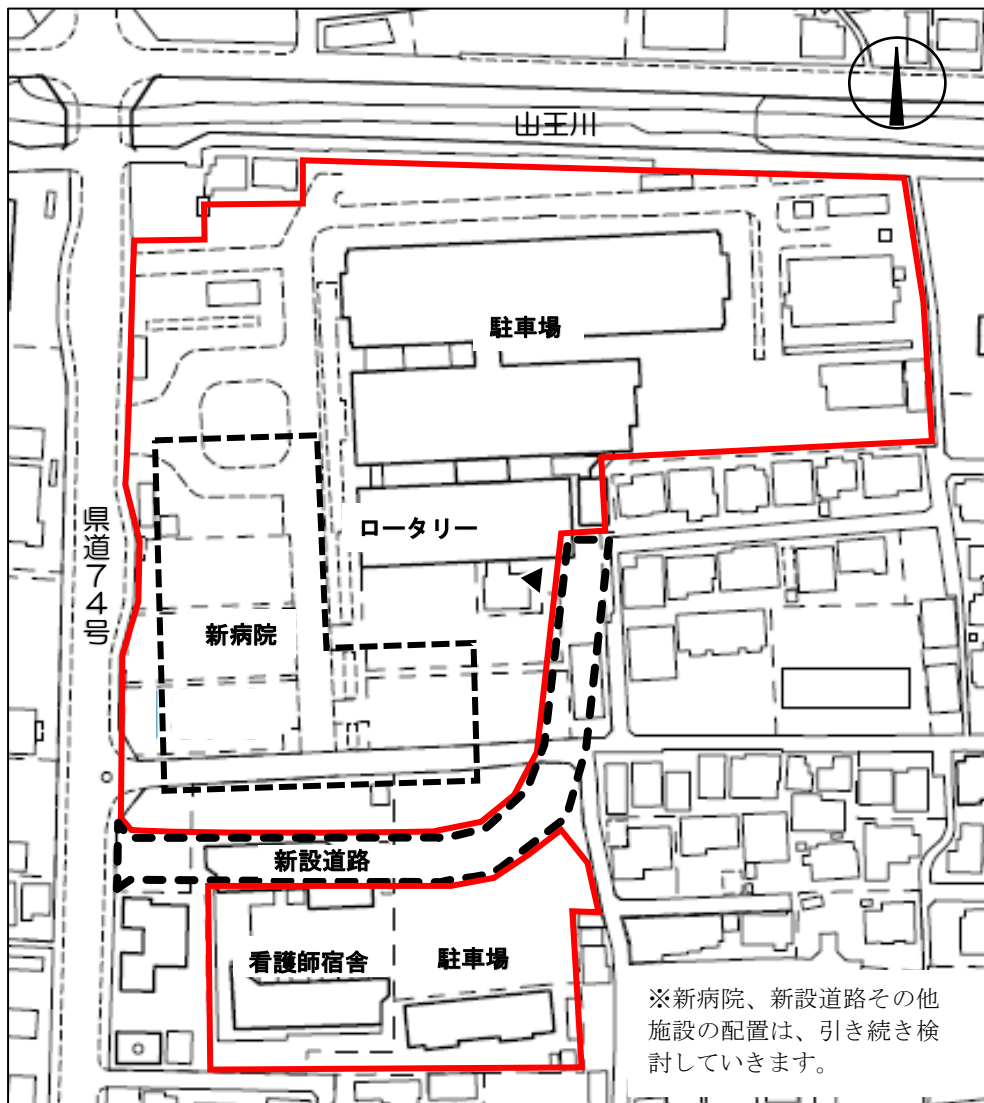 山王川
駐車場
ロータリー
県道74号
新病院
新設道路
看護師宿舎
駐車場
※新病院、新設道路その他
施設の配置は、引き続き検
討していきます。